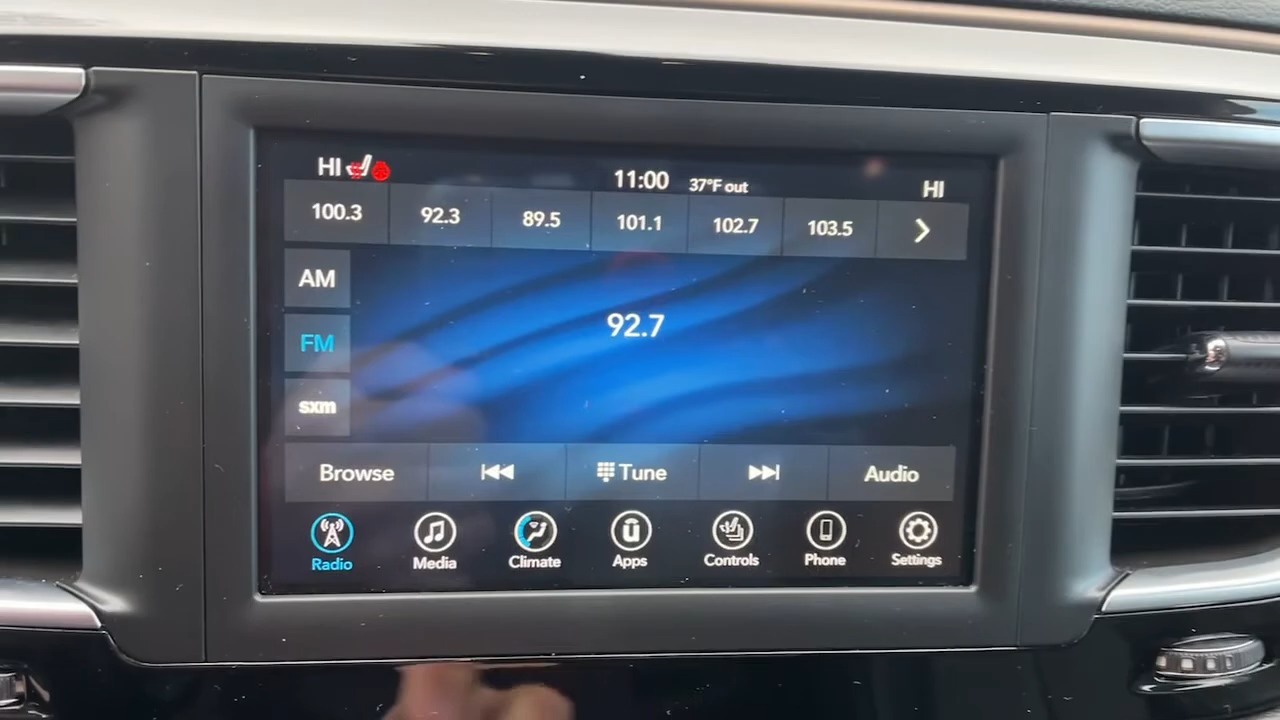 HI 11:00 37°F out HI
100.3 92.3 89.5 101.1 102.7 103.5
AM
92.7
FM
sxm
Browse Tune Audio
Radio Media Climate Apps Controls Phone Settings